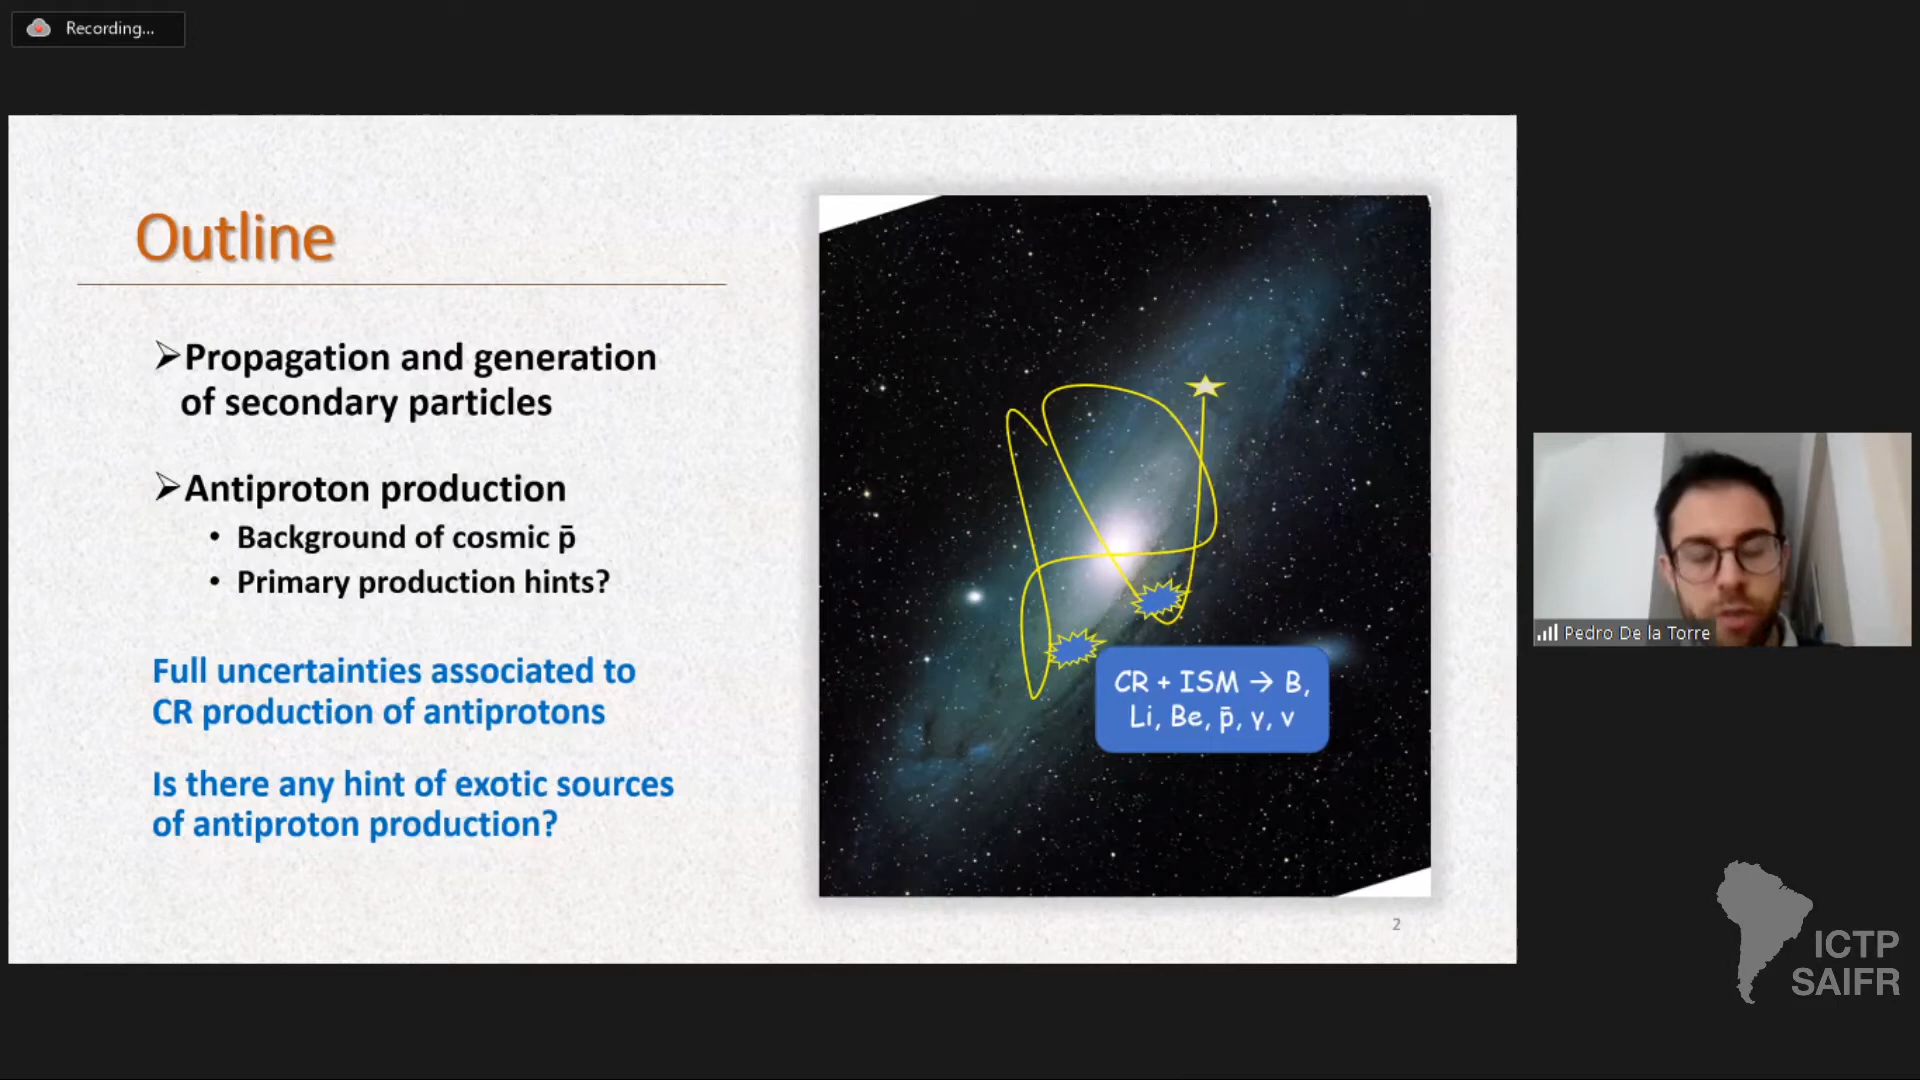 Recording...
Outline
➢Propagation and generation
of secondary particles
➢Antiproton production
• Background of cosmic p̄
• Primary production hints?
Full uncertainties associated to
CR production of antiprotons
Is there any hint of exotic sources
of antiproton production?
CR + ISM → B,
Li, Be, p̄, γ, ν
2
Pedro De la Torre
ICTP
SAIFR